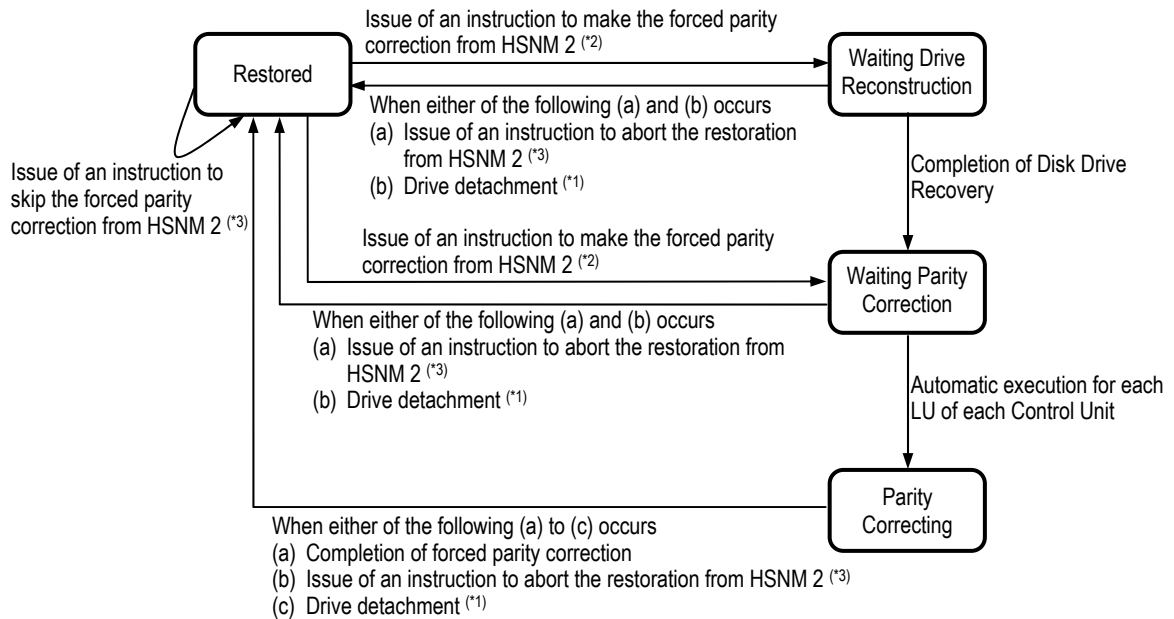 Issue of an instruction to make the forced parity
correction from HSNM 2 (*2)
Restored
Waiting Drive
Reconstruction
When either of the following (a) and (b) occurs
(a) Issue of an instruction to abort the restoration
from HSNM 2 (*3)
(b) Drive detachment (*1)
Issue of an instruction to
skip the forced parity
correction from HSNM 2 (*3)
Completion of Disk Drive
Recovery
Issue of an instruction to make the forced parity
correction from HSNM 2 (*2)
Waiting Parity
Correction
When either of the following (a) and (b) occurs
(a) Issue of an instruction to abort the restoration from
HSNM 2 (*3)
(b) Drive detachment (*1)
Automatic execution for each
LU of each Control Unit
Parity
Correcting
When either of the following (a) to (c) occurs
(a) Completion of forced parity correction
(b) Issue of an instruction to abort the restoration from HSNM 2 (*3)
(c) Drive detachment (*1)